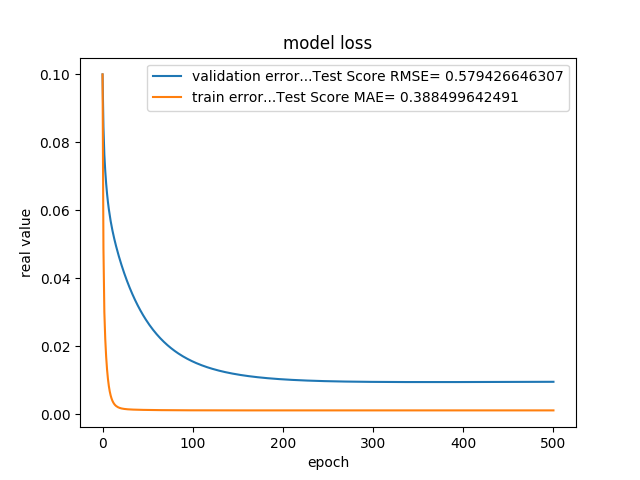 model loss
validation error...Test Score RMSE= 0.579426646307
train error...Test Score MAE= 0.388499642491
real value
0.10
0.08
0.06
0.04
0.02
0.00
0 100 200 300 400 500
epoch